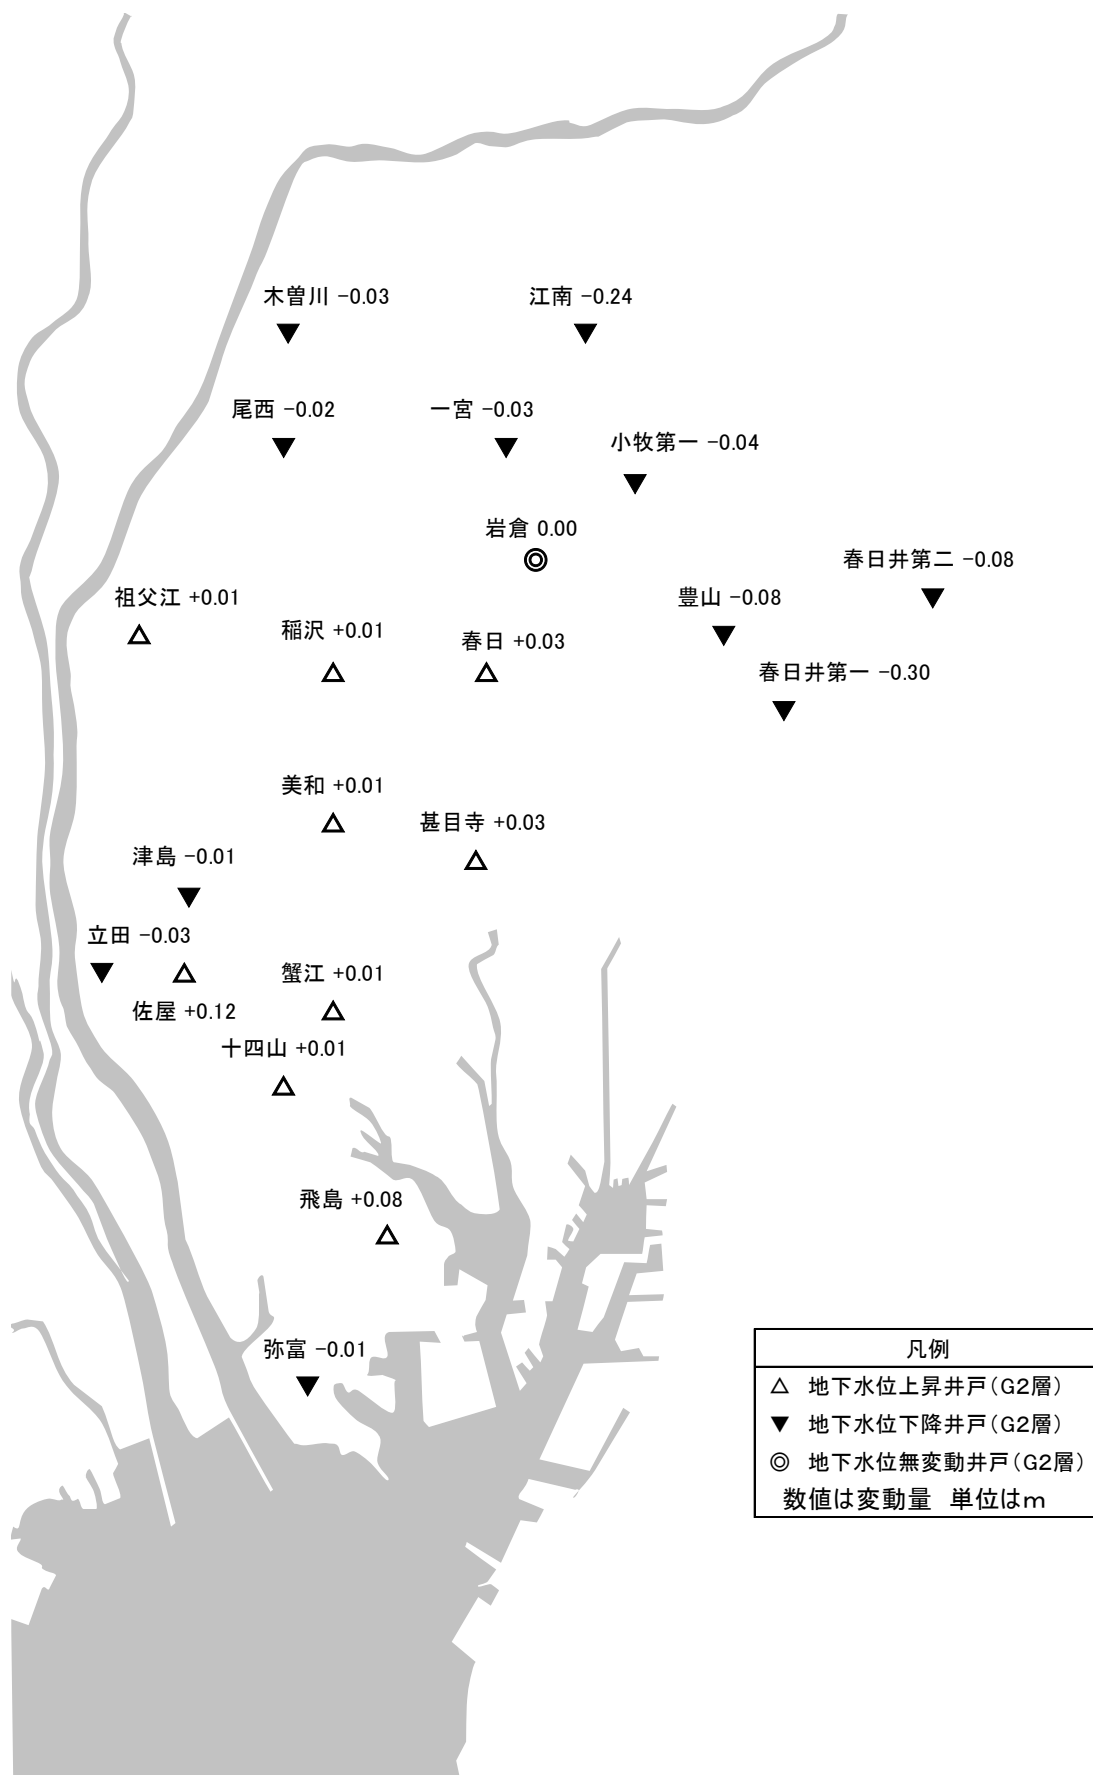 木曽川 −0.03
江南 −0.24
尾西 −0.02
一宮 −0.03
小牧第一 −0.04
岩倉 0.00
春日井第二 −0.08
祖父江 +0.01
豊山 −0.08
稲沢 +0.01
春日 +0.03
春日井第一 −0.30
美和 +0.01
甚目寺 +0.03
津島 −0.01
立田 −0.03
蟹江 +0.01
佐屋 +0.12
十四山 +0.01
飛島 +0.08
弥富 −0.01
凡例
△ 地下水位上昇井戸(G2層)
▼ 地下水位下降井戸(G2層)
◎ 地下水位無変動井戸(G2層)
数値は変動量 単位はm